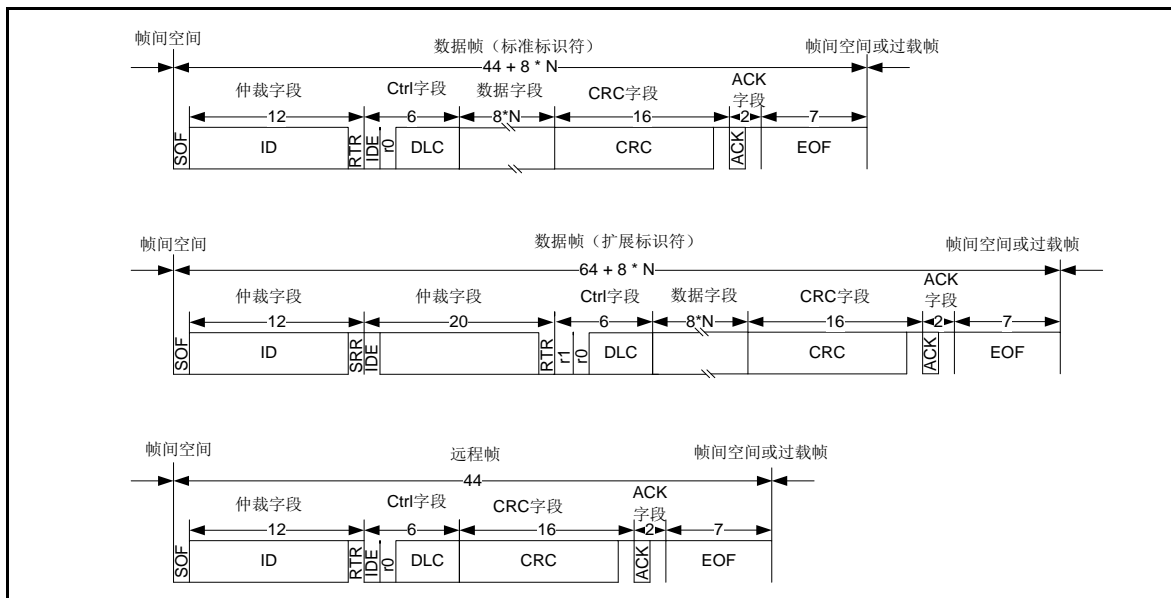 帧间空间
数据帧（标准标识符）
帧间空间或过载帧
44 + 8 * N
仲裁字段
Ctrl字段
数据字段
CRC字段
ACK
字段
12
6
8*N
16
2
7
SOF
ID
RTR
IDE
r0
DLC
CRC
ACK
EOF
帧间空间
数据帧（扩展标识符）
帧间空间或过载帧
64 + 8 * N
仲裁字段
仲裁字段
Ctrl字段
数据字段
CRC字段
ACK
字段
12
20
6
8*N
16
2
7
SOF
ID
SRR
IDE
RTR
r1
r0
DLC
CRC
ACK
EOF
帧间空间
远程帧
帧间空间或过载帧
44
仲裁字段
Ctrl字段
CRC字段
ACK
字段
12
6
16
2
7
SOF
ID
RTR
IDE
r0
DLC
CRC
ACK
EOF